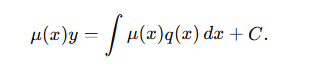 μ(x)y = ∫ μ(x)q(x) dx + C.